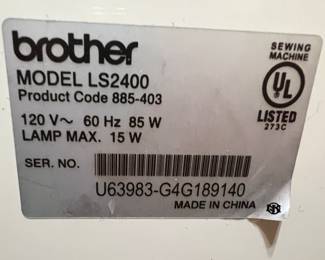 brother
MODEL LS2400
Product Code 885-403
120 V~ 60 Hz 85 W
LAMP MAX. 15 W
SEWING
MACHINE
UL
LISTED
273C
SER. NO.
U63983-G4G189140
MADE IN CHINA